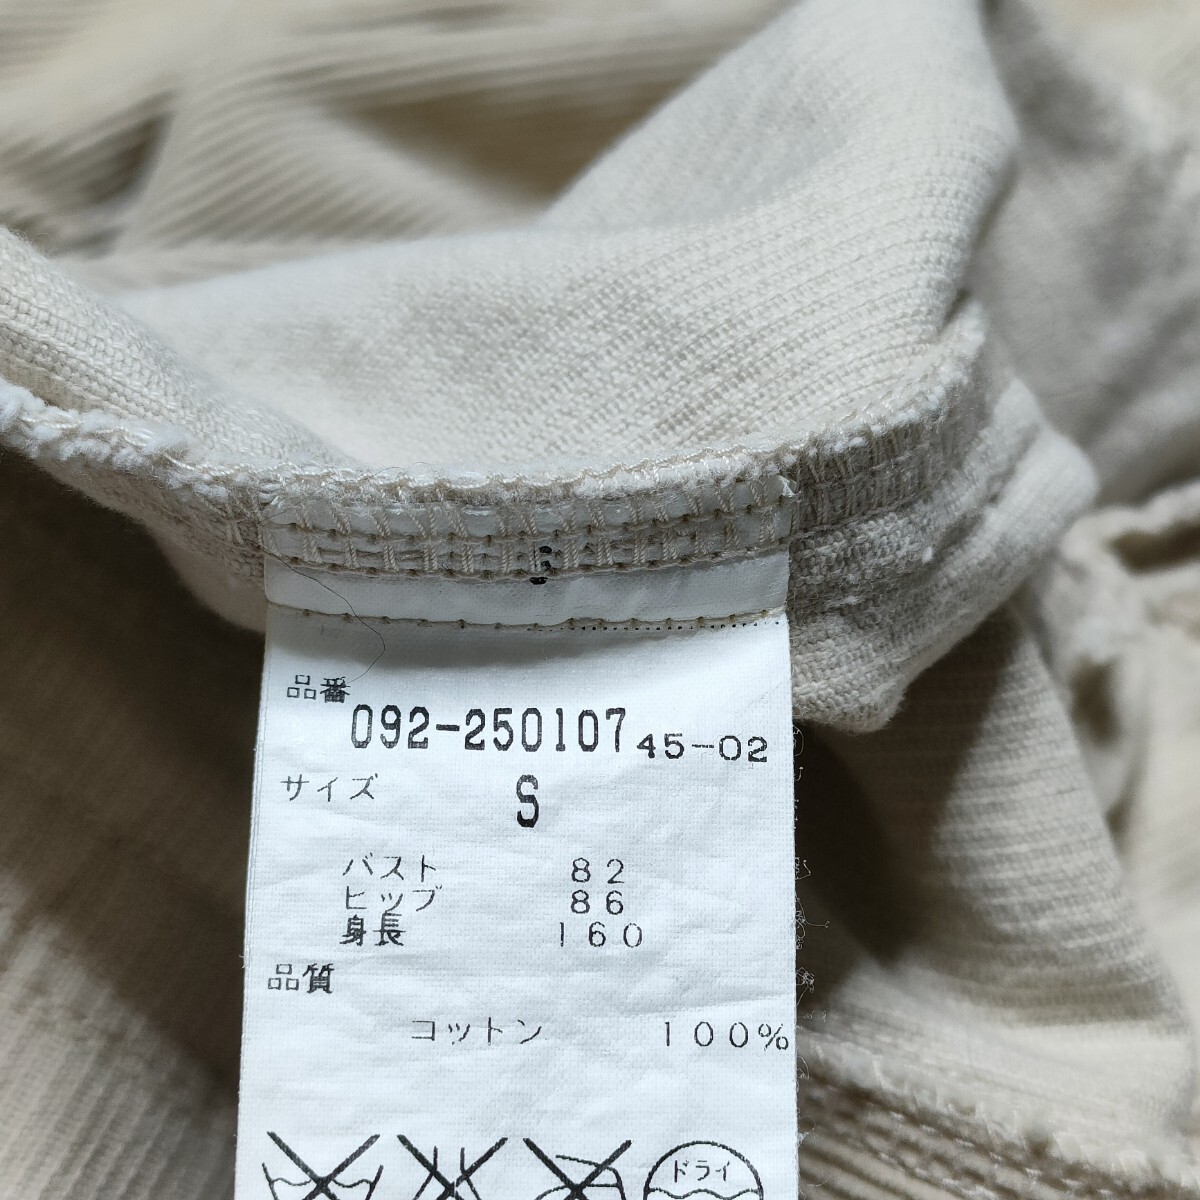 品番
092-250107 45-02
サイズ S
バスト 82
ヒップ 86
身長 160
品質
コットン 100%
ドライ